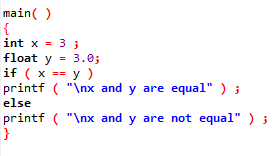 main( )
{
int x = 3 ;
float y = 3.0;
if ( x == y )
printf ( "\nx and y are equal" ) ;
else
printf ( "\nx and y are not equal" ) ;
}